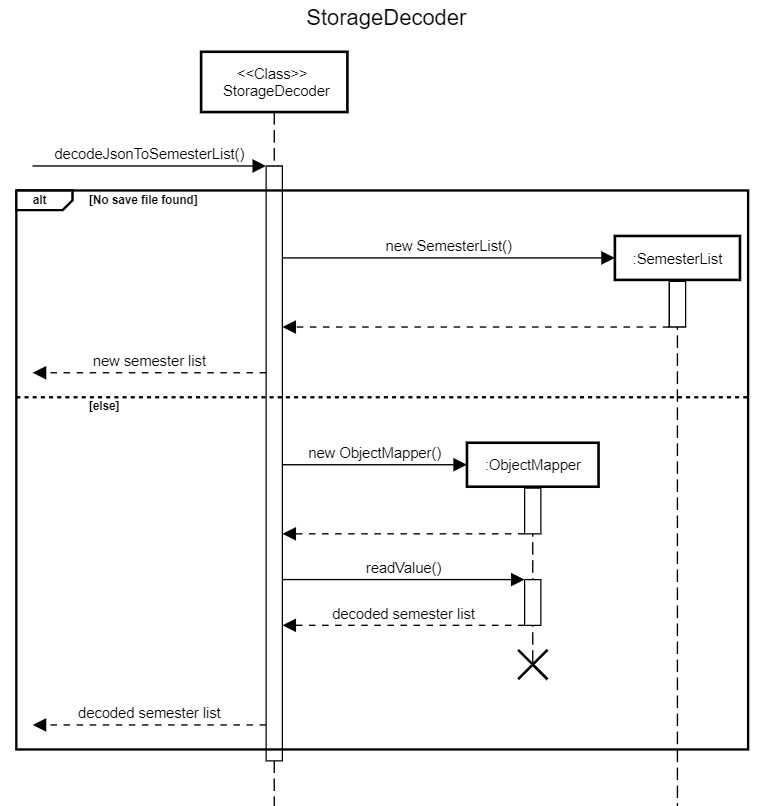 StorageDecoder
<<Class>>
StorageDecoder
decodeJsonToSemesterList()
alt
[No save file found]
new SemesterList()
:SemesterList
new semester list
[else]
new ObjectMapper()
:ObjectMapper
readValue()
decoded semester list
decoded semester list